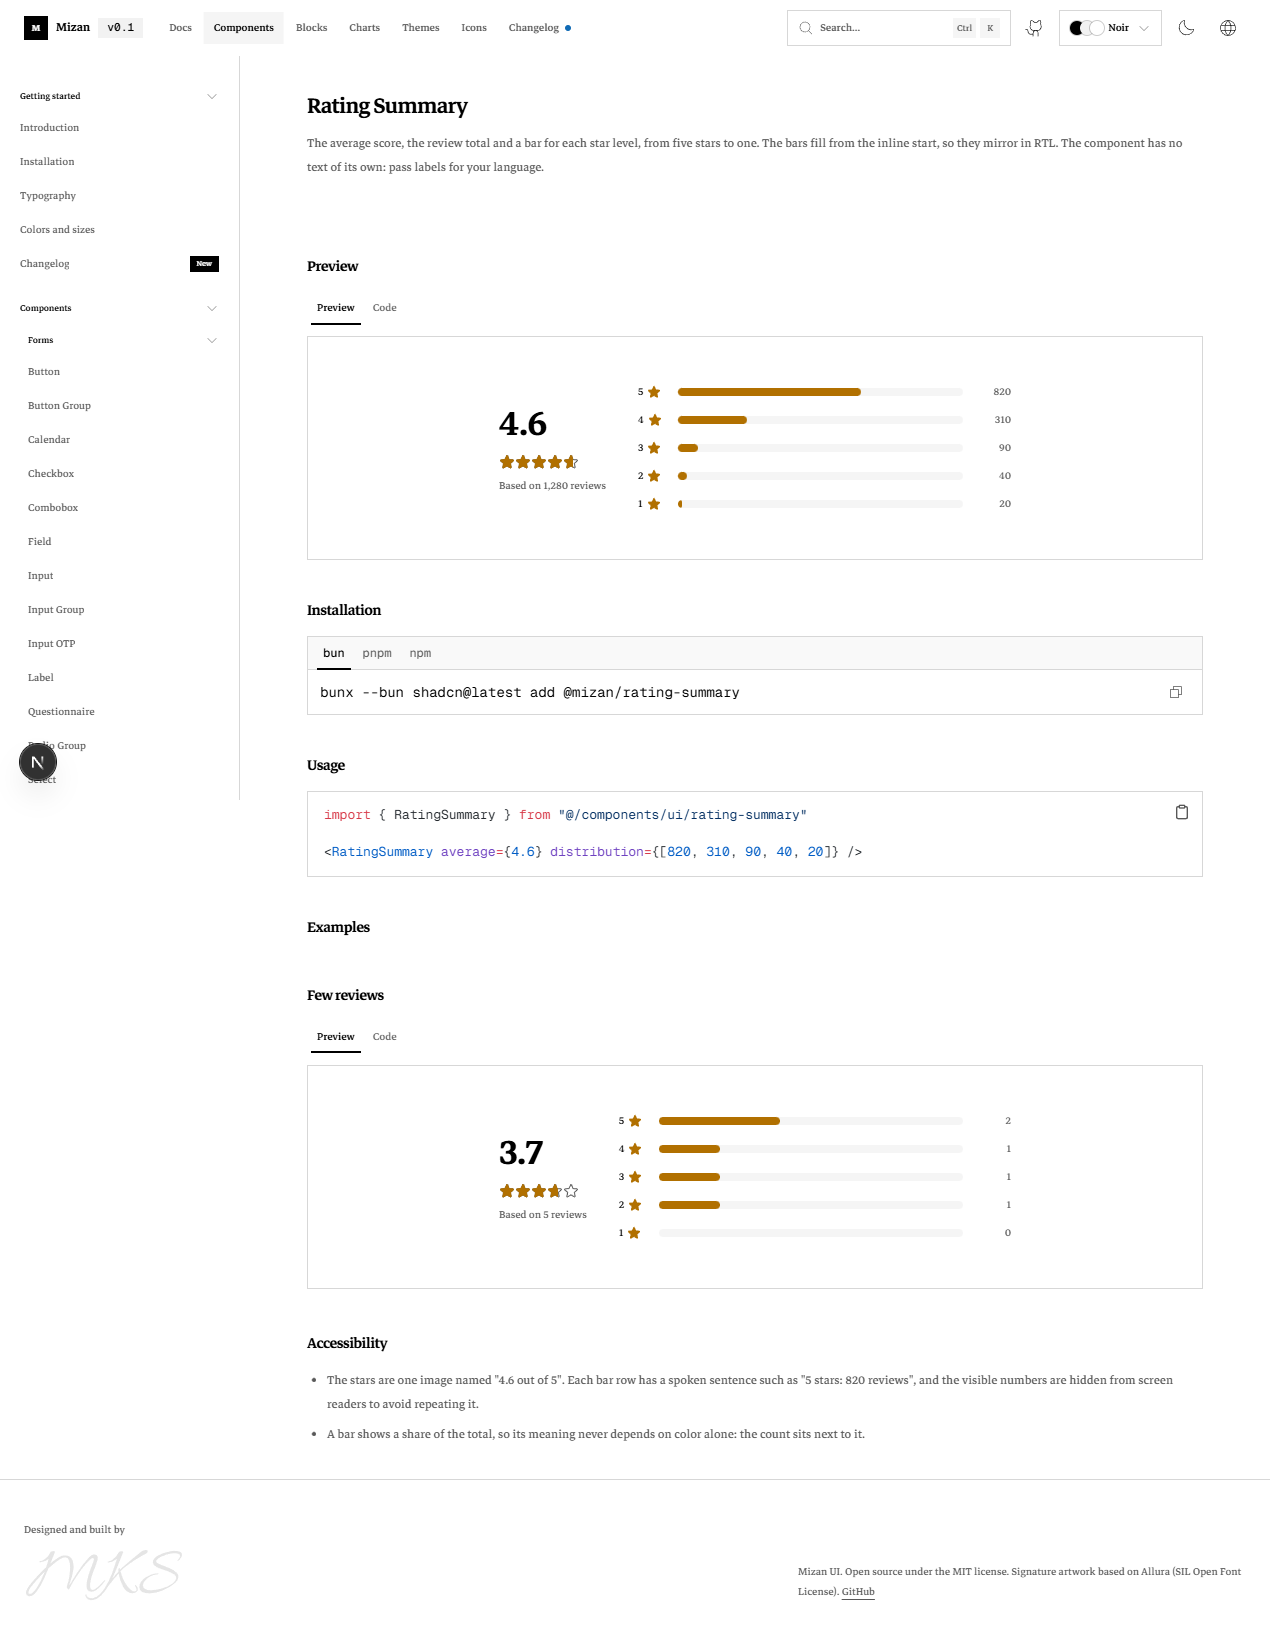 M Mizan v0.1 Docs Components Blocks Charts Themes Icons Changelog Search... Ctrl K Noir
Getting started
Introduction
Installation
Typography
Colors and sizes
Changelog New
Components
Forms
Button
Button Group
Calendar
Checkbox
Combobox
Field
Input
Input Group
Input OTP
Label
Questionnaire
Group
N
Select
Rating Summary
The average score, the review total and a bar for each star level, from five stars to one. The bars fill from the inline start, so they mirror in RTL. The component has no
text of its own: pass labels for your language.
Preview
Preview Code
4.6
Based on 1,280 reviews
5 820
4 310
3 90
2 40
1 20
Installation
bun pnpm npm
bunx --bun shadcn@latest add @mizan/rating-summary
Usage
import { RatingSummary } from "@/components/ui/rating-summary"
<RatingSummary average={4.6} distribution={[820, 310, 90, 40, 20]} />
Examples
Few reviews
Preview Code
3.7
Based on 5 reviews
5 2
4 1
3 1
2 1
1 0
Accessibility
• The stars are one image named "4.6 out of 5". Each bar row has a spoken sentence such as "5 stars: 820 reviews", and the visible numbers are hidden from screen
readers to avoid repeating it.
• A bar shows a share of the total, so its meaning never depends on color alone: the count sits next to it.
Designed and built by
MKS
Mizan UI. Open source under the MIT license. Signature artwork based on Allura (SIL Open Font
License). GitHub